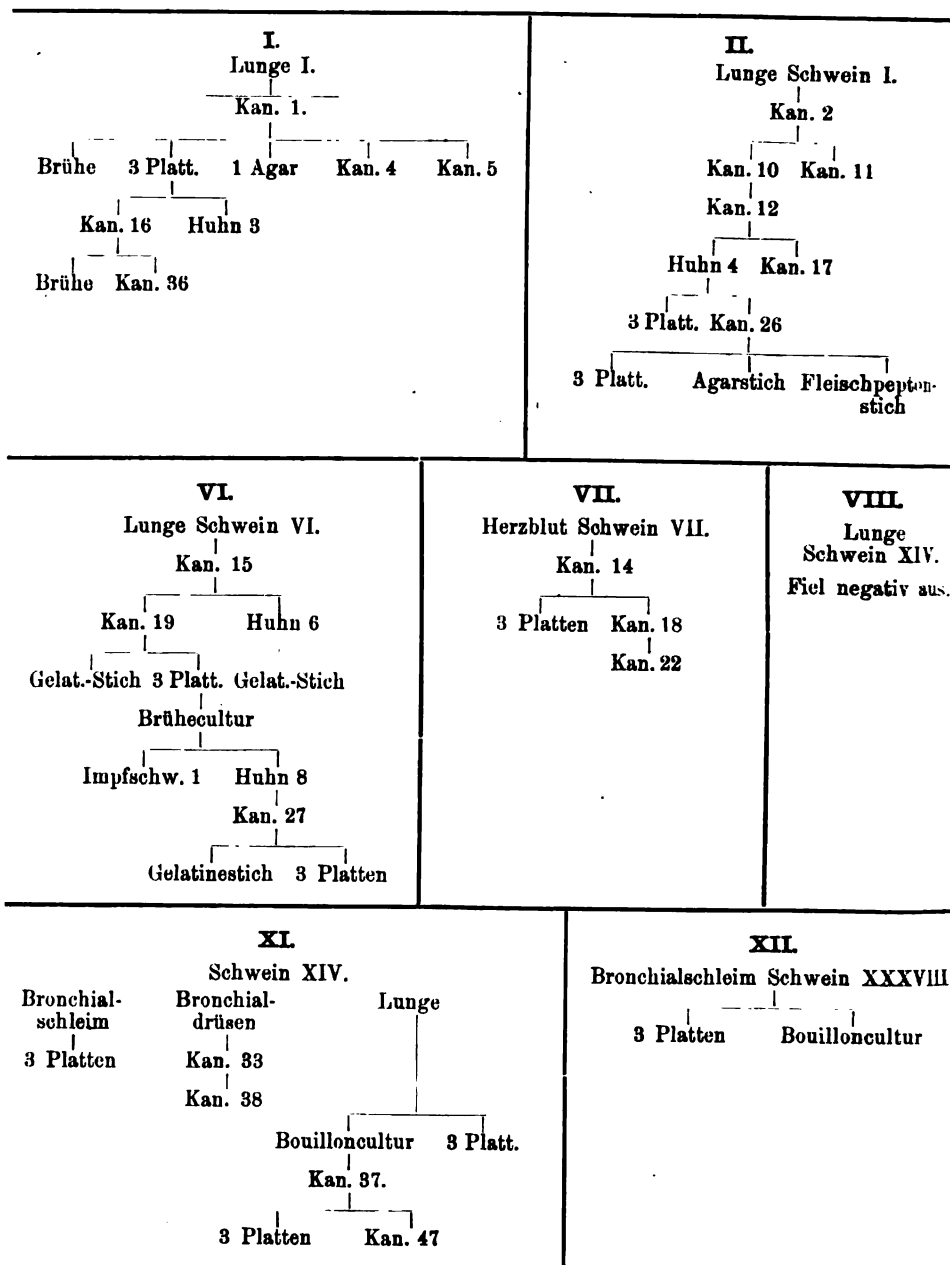 I.
Lunge I.
Kan. 1.
Brühe 3 Platt. 1 Agar Kan. 4 Kan. 5
Kan. 16 Huhn 3
Brühe Kan. 36
II.
Lunge Schwein I.
Kan. 2
Kan. 10 Kan. 11
Kan. 12
Huhn 4 Kan. 17
3 Platt. Kan. 26
3 Platt. Agarstich Fleischpepton-
stich
VI.
Lunge Schwein VI.
Kan. 15
Kan. 19 Huhn 6
Gelat.-Stich 3 Platt. Gelat.-Stich
Brühecultur
Impfschw. 1 Huhn 8
Kan. 27
Gelatinestich 3 Platten
VII.
Herzblut Schwein VII.
Kan. 14
3 Platten Kan. 18
Kan. 22
VIII.
Lunge
Schwein XIV.
Fiel negativ aus.
XI.
Schwein XIV.
Bronchial-
schleim
3 Platten
Bronchial-
drüsen
Kan. 33
Kan. 38
Lunge
Bouilloncultur 3 Platt.
Kan. 37.
3 Platten Kan. 47
XII.
Bronchialschleim Schwein XXXVIII
3 Platten Bouilloncultur